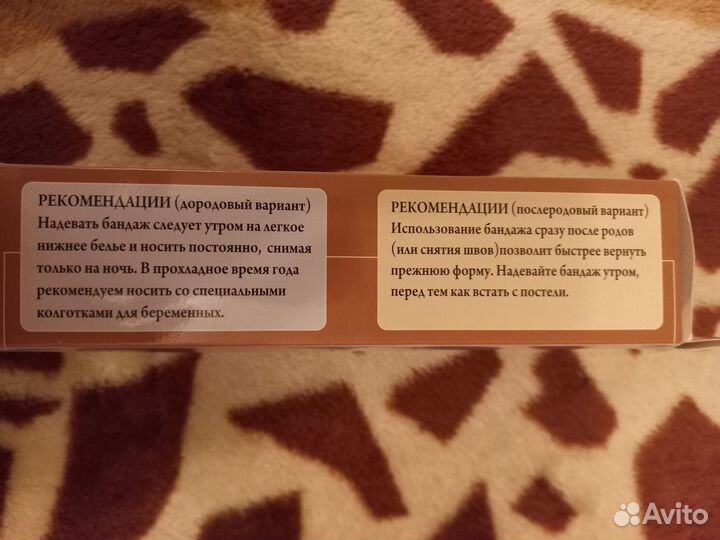 РЕКОМЕНДАЦИИ (дородовый вариант)
Надевать бандаж следует утром на легкое
нижнее белье и носить постоянно, снимая
только на ночь. В прохладное время года
рекомендуем носить со специальными
колготками для беременных.
РЕКОМЕНДАЦИИ (послеродовый вариант)
Использование бандажа сразу после родов
(или снятия швов)позволит быстрее вернуть
прежнюю форму. Надевайте бандаж утром,
перед тем как встать с постели.
Avito